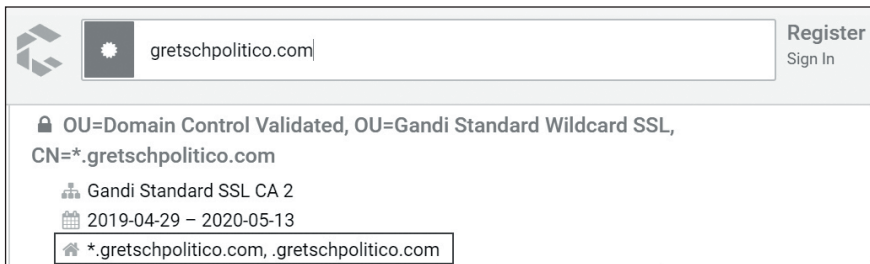 gretschpolitico.com
Register
Sign In
OU=Domain Control Validated, OU=Gandi Standard Wildcard SSL,
CN=*.gretschpolitico.com
Gandi Standard SSL CA 2
2019-04-29 – 2020-05-13
*.gretschpolitico.com, .gretschpolitico.com